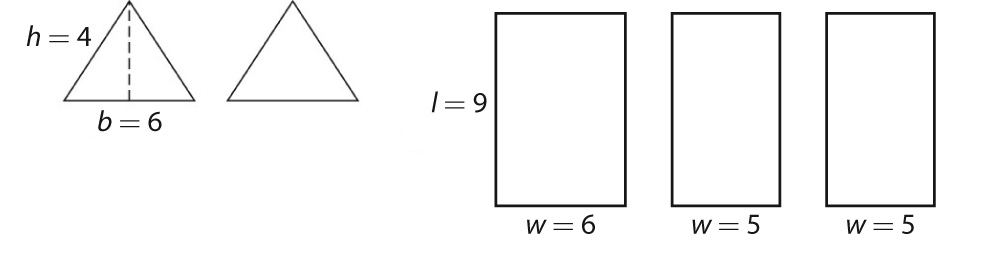 h = 4
b = 6
l = 9
w = 6
w = 5
w = 5